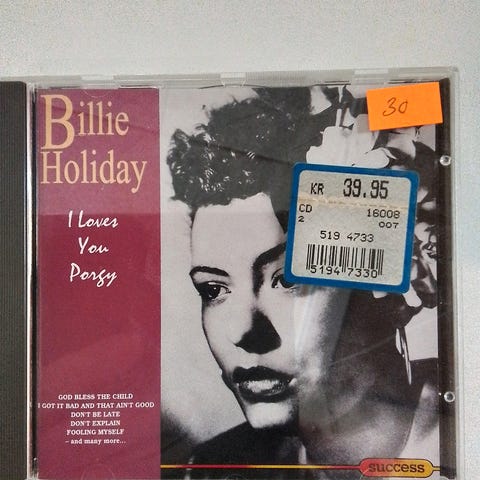 Billie
Holiday
I Loves
You
Porgy
30
KR 39.95
CD 16008
2 007
519 4733
5194 7330
GOD BLESS THE CHILD
I GOT IT BAD AND THAT AIN'T GOOD
DON'T BE LATE
DON'T EXPLAIN
FOOLING MYSELF
– and many more...
success